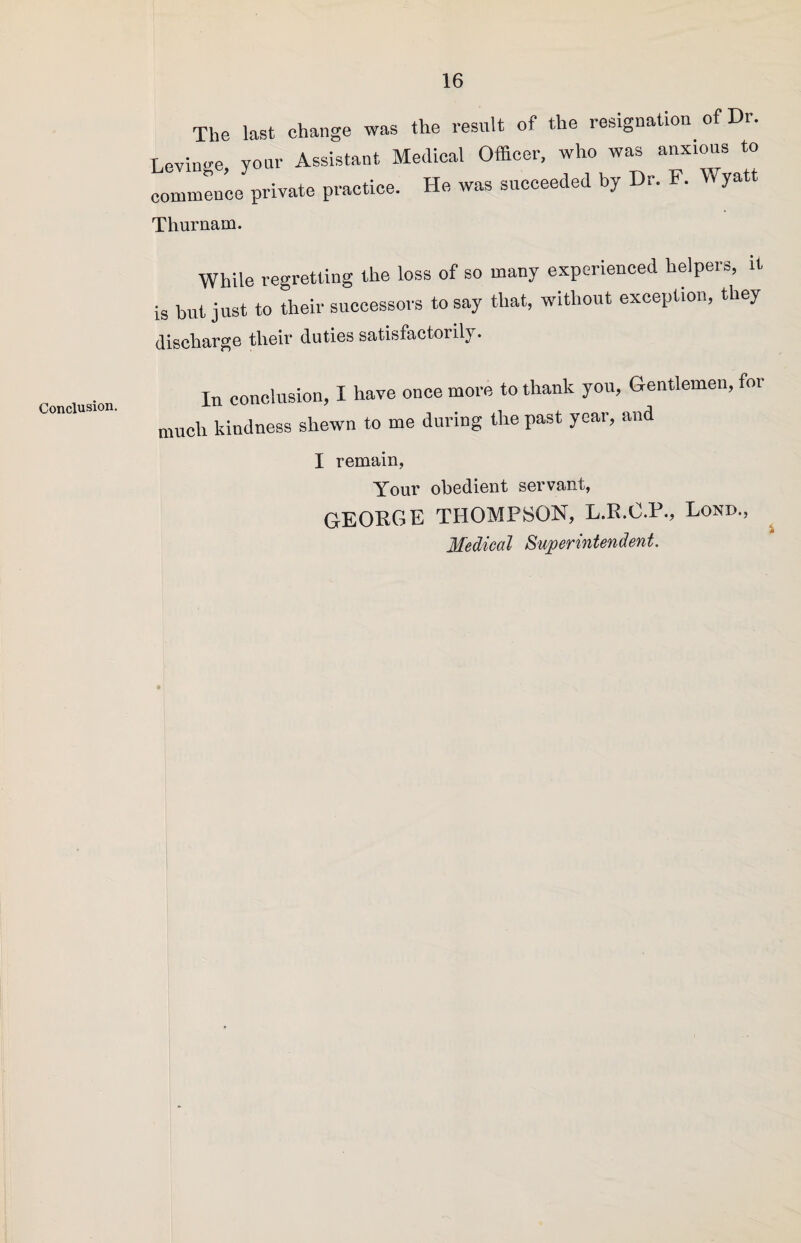 16
The last change was the result of the resignation of Dr.
Levinge, your Assistant Medical Officer, who was anxious to
commence private practice. He was succeeded by Dr. F. Wyatt
Thurnam.
While regretting the loss of so many experienced helpers, it
is but just to their successors to say that, without exception, they
discharge their duties satisfactorily.
Conclusion.
In conclusion, I have once more to thank you, Gentlemen, for
much kindness shewn to me during the past year, and
I remain,
Your obedient servant,
GEORGE THOMPSON, L.R.C.P., Lond.,
Medical Superintendent.